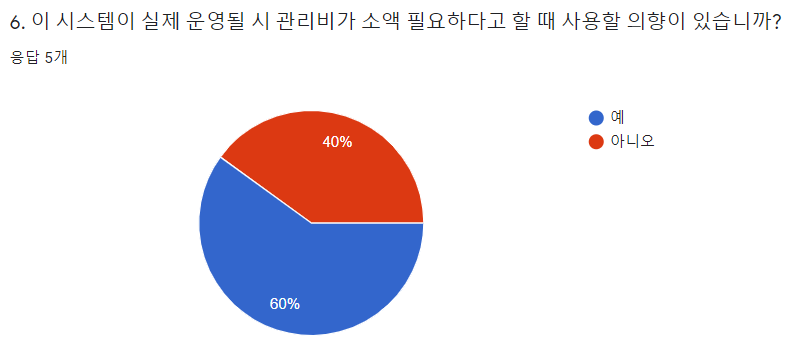 6. 이 시스템이 실제 운영될 시 관리비가 소액 필요하다고 할 때 사용할 의향이 있습니까?
응답 5개
예
아니오
40%
60%